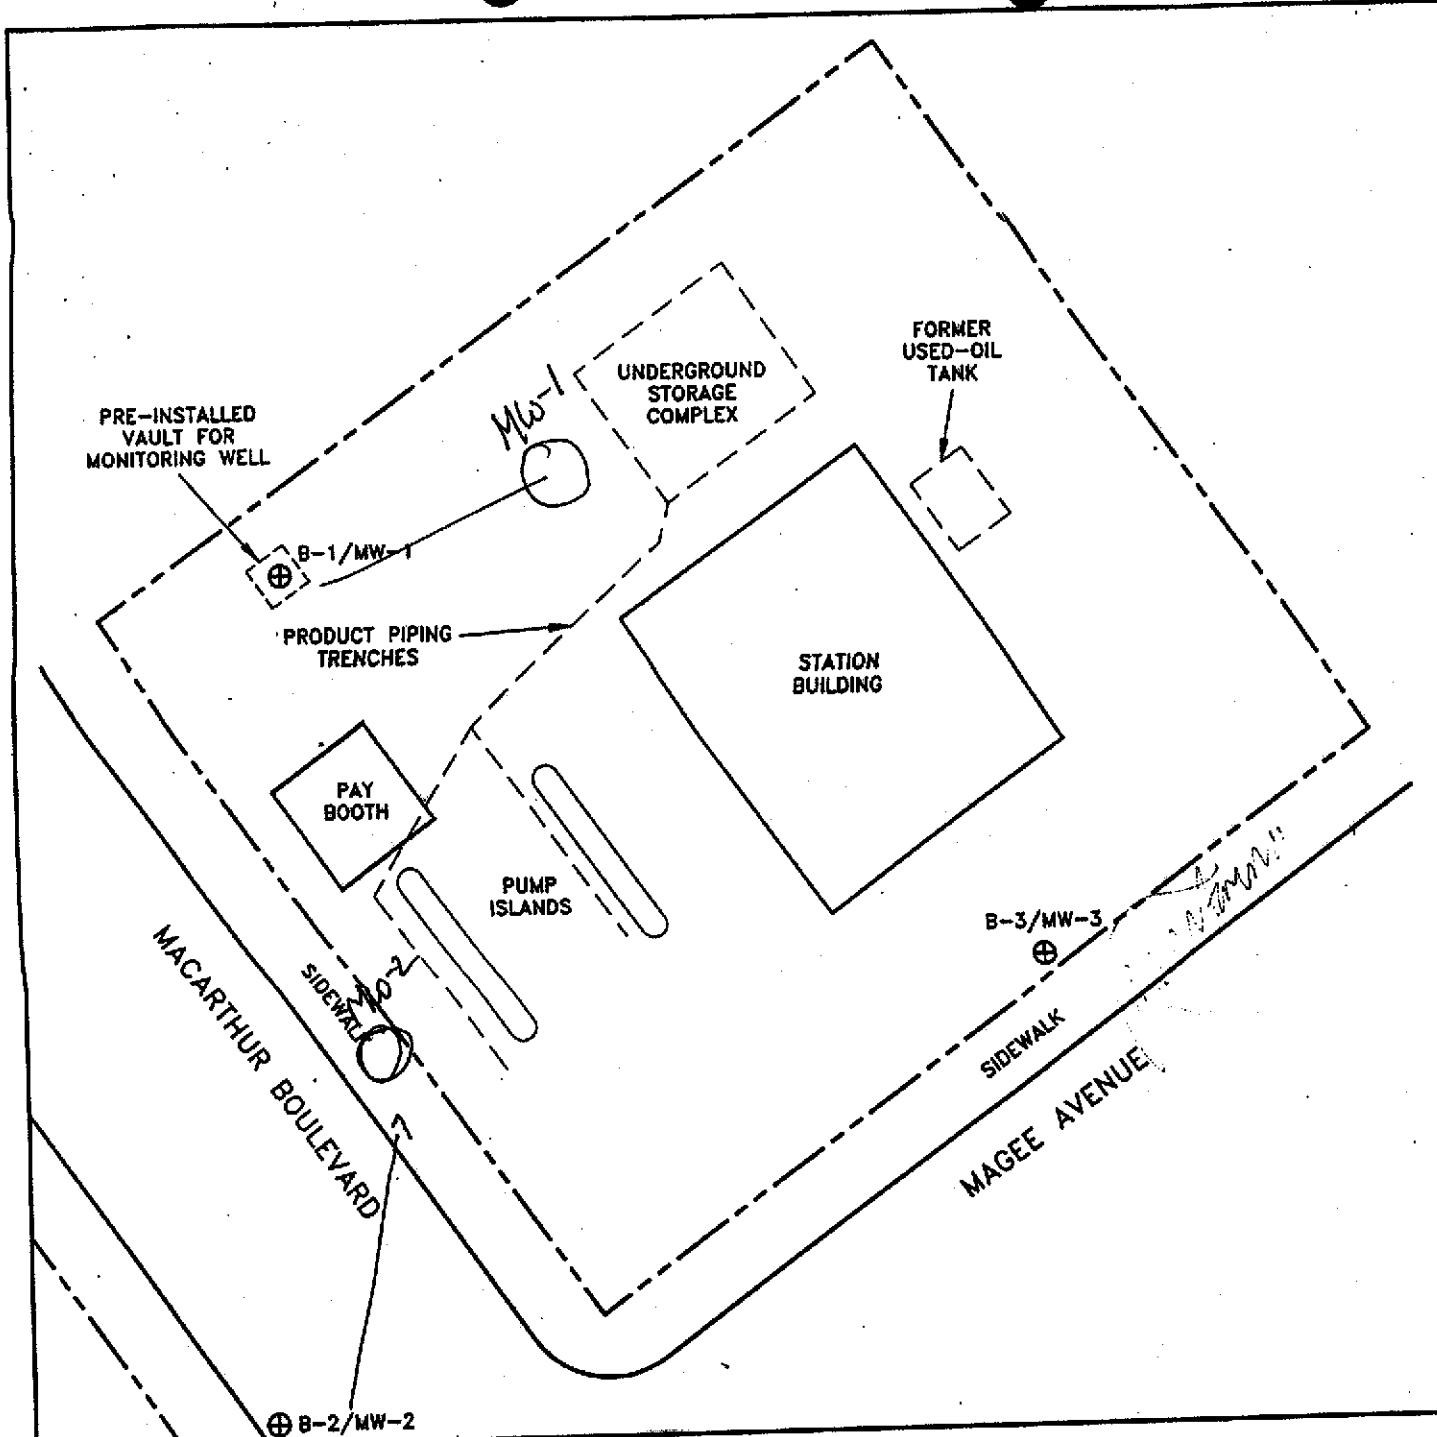 FORMER
USED-OIL
TANK
UNDERGROUND
STORAGE
COMPLEX
MW-1
PRE-INSTALLED
VAULT FOR
MONITORING WELL
B-1/MW-1
PRODUCT PIPING
TRENCHES
STATION
BUILDING
PAY
BOOTH
PUMP
ISLANDS
B-3/MW-3
MW-2
SIDEWALK
MACARTHUR BOULEVARD
SIDEWALK
MAGEE AVENUE
B-2/MW-2